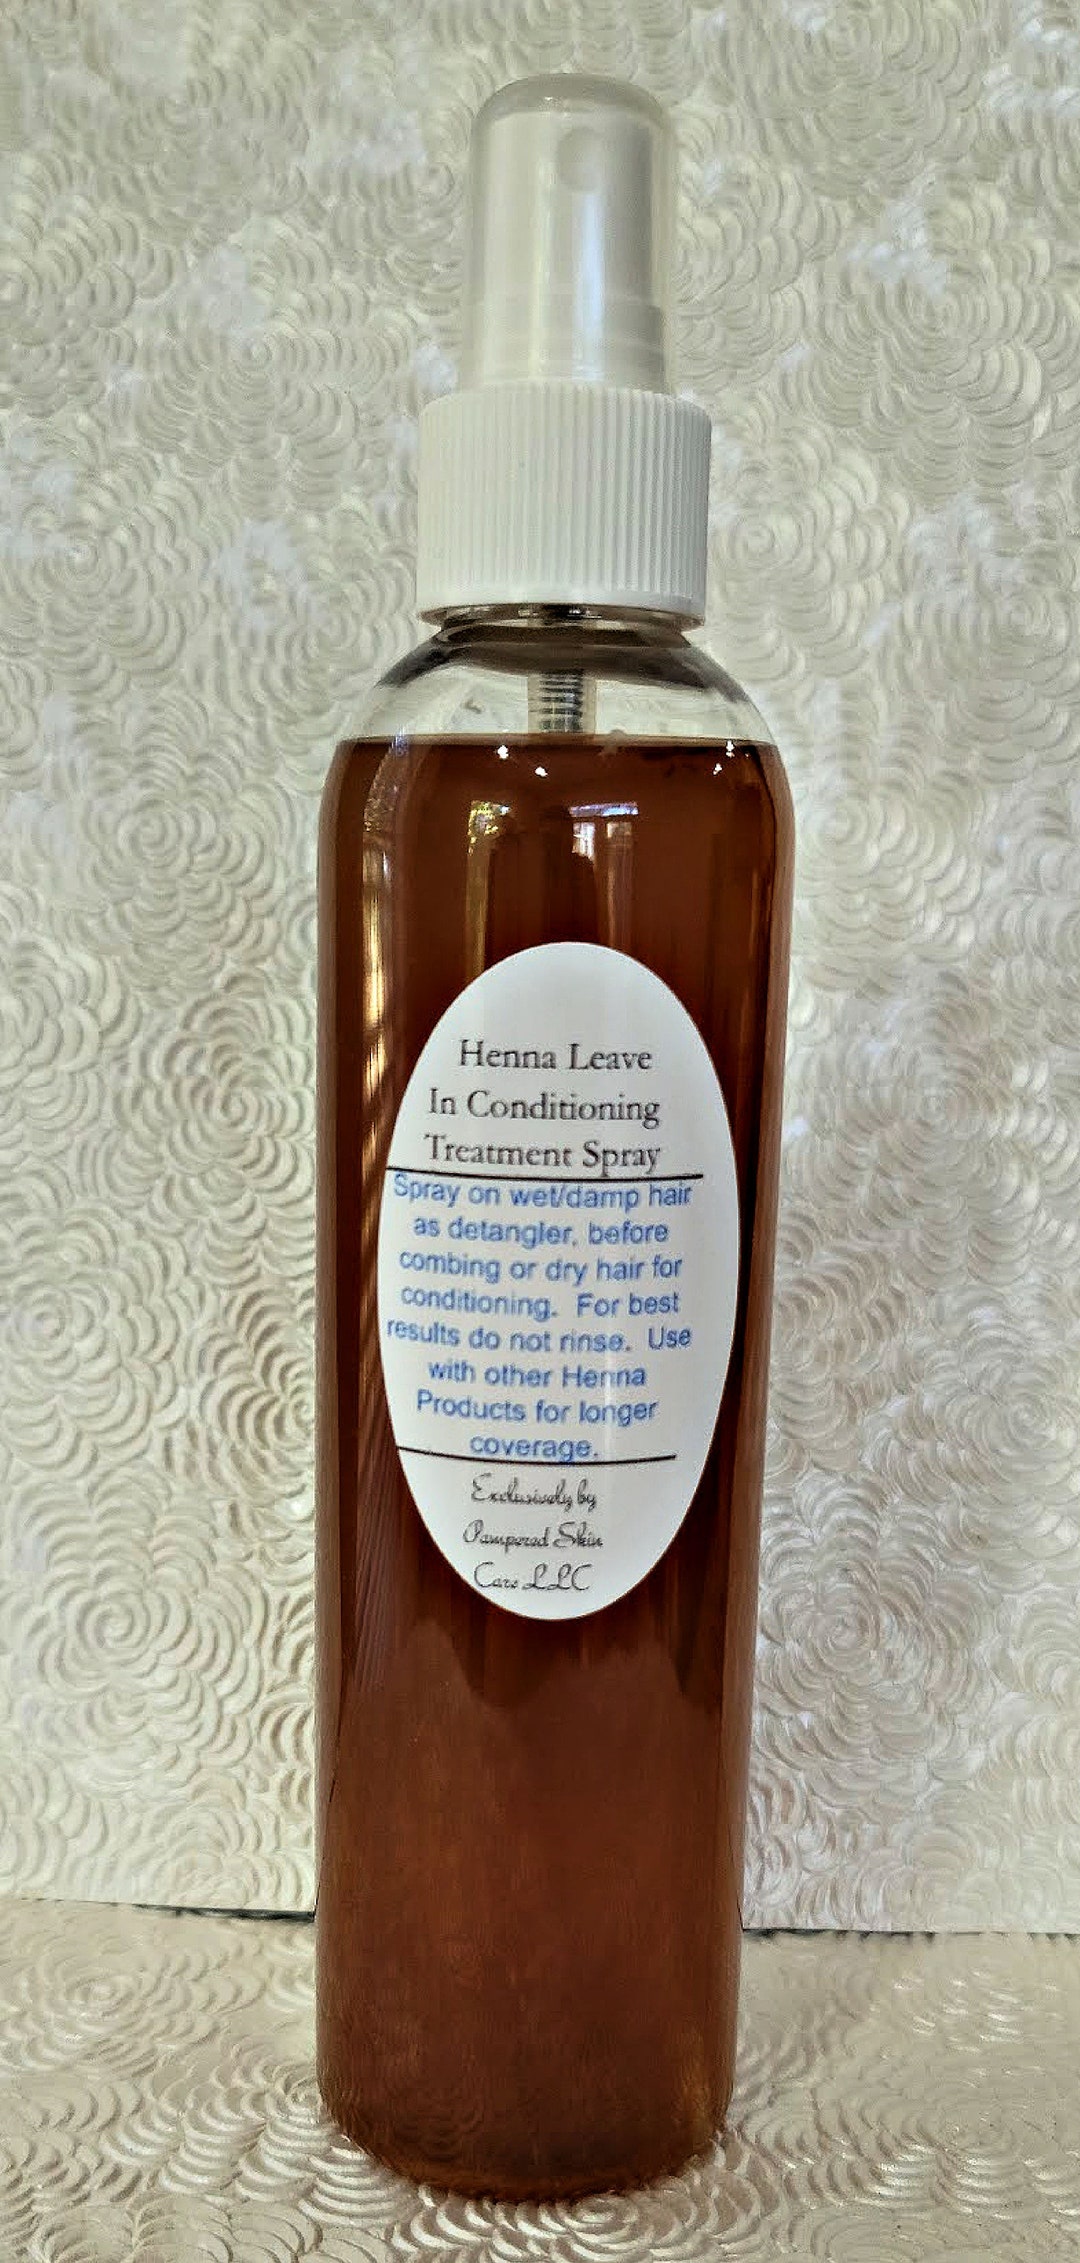 Henna Leave
In Conditioning
Treatment Spray
Spray on wet/damp hair
as detangler, before
combing or dry hair for
conditioning.  For best
results do not rinse.  Use
with other Henna
Products for longer
coverage.
Exclusively by
Pampered Skin
Care LLC